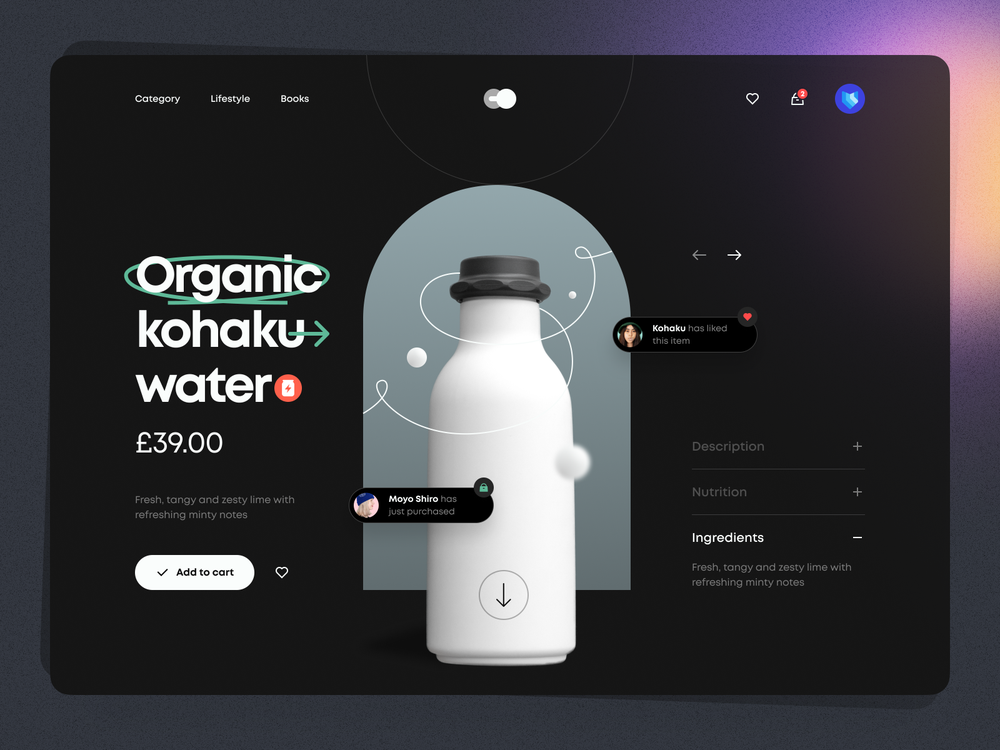 Category
Lifestyle
Books
2
Organic
kohaku
water
£39.00
Fresh, tangy and zesty lime with
refreshing minty notes
Add to cart
Kohaku has liked
this item
Moyo Shiro has
just purchased
Description
Nutrition
Ingredients
Fresh, tangy and zesty lime with
refreshing minty notes